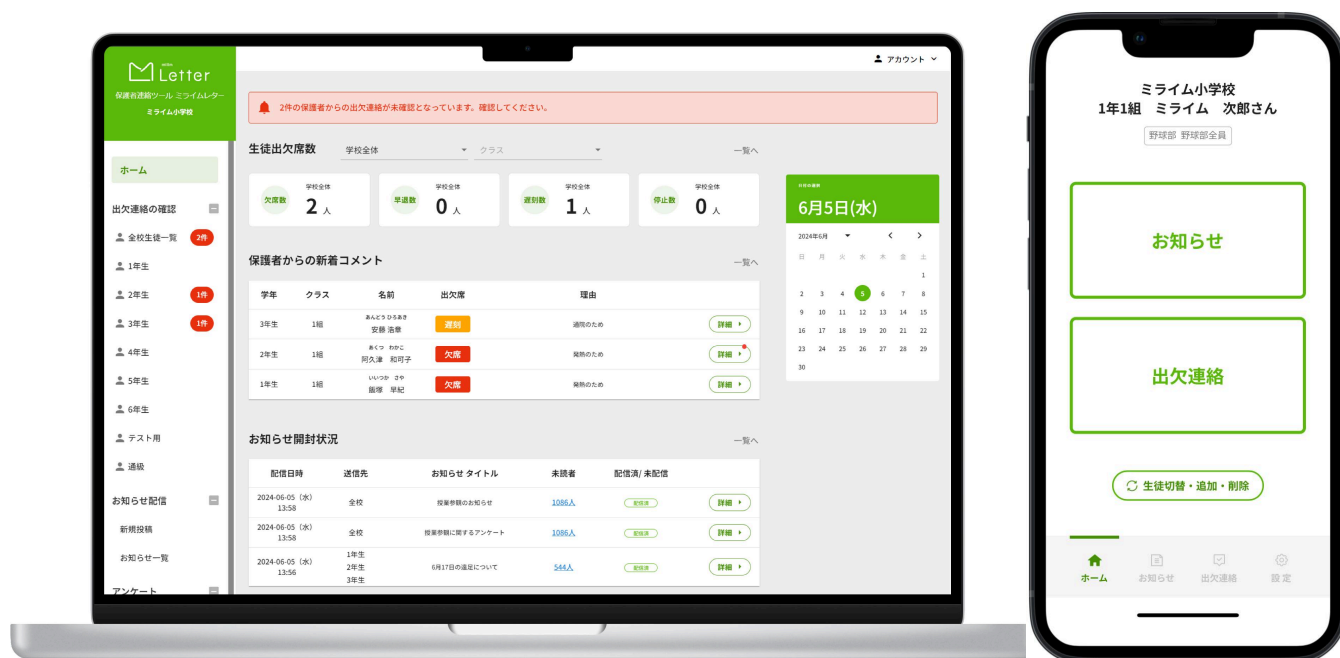 Letter
保護者連絡ツール ミライムレター
ミライム小学校
ホーム
出欠連絡の確認
全校生徒一覧 2件
1年生
2年生 1件
3年生 1件
4年生
5年生
6年生
テスト用
通級
お知らせ配信
新規投稿
お知らせ一覧
アンケート
アカウント
2件の保護者からの出欠連絡が未確認となっています。確認してください。
生徒出欠席数 学校全体 クラス 一覧へ
欠席数 学校全体 2 人
早退数 学校全体 0 人
遅刻数 学校全体 1 人
停止数 学校全体 0 人
保護者からの新着コメント 一覧へ
学年 クラス 名前 出欠席 理由
3年生 1組 あんどう ひろあき 安藤 浩章 遅刻 通院のため 詳細
2年生 1組 あくつ わかこ 阿久津 和可子 欠席 発熱のため 詳細
1年生 1組 いいつか さや 飯塚 早紀 欠席 発熱のため 詳細
お知らせ開封状況 一覧へ
配信日時 送信先 お知らせ タイトル 未読者 配信済/ 未配信
2024-06-05（水） 13:58 全校 授業参観のお知らせ 1086人 配信済 詳細
2024-06-05（水） 13:58 全校 授業参観に関するアンケート 1086人 配信済 詳細
2024-06-05（水） 13:56 1年生 2年生 3年生 6月17日の遠足について 544人 配信済 詳細
6月5日(水)
2024年6月
日 月 火 水 木 金 土
1
2 3 4 5 6 7 8
9 10 11 12 13 14 15
16 17 18 19 20 21 22
23 24 25 26 27 28 29
30
ミライム小学校
1年1組 ミライム 次郎さん
野球部 野球部全員
お知らせ
出欠連絡
生徒切替・追加・削除
ホーム お知らせ 出欠連絡 設定